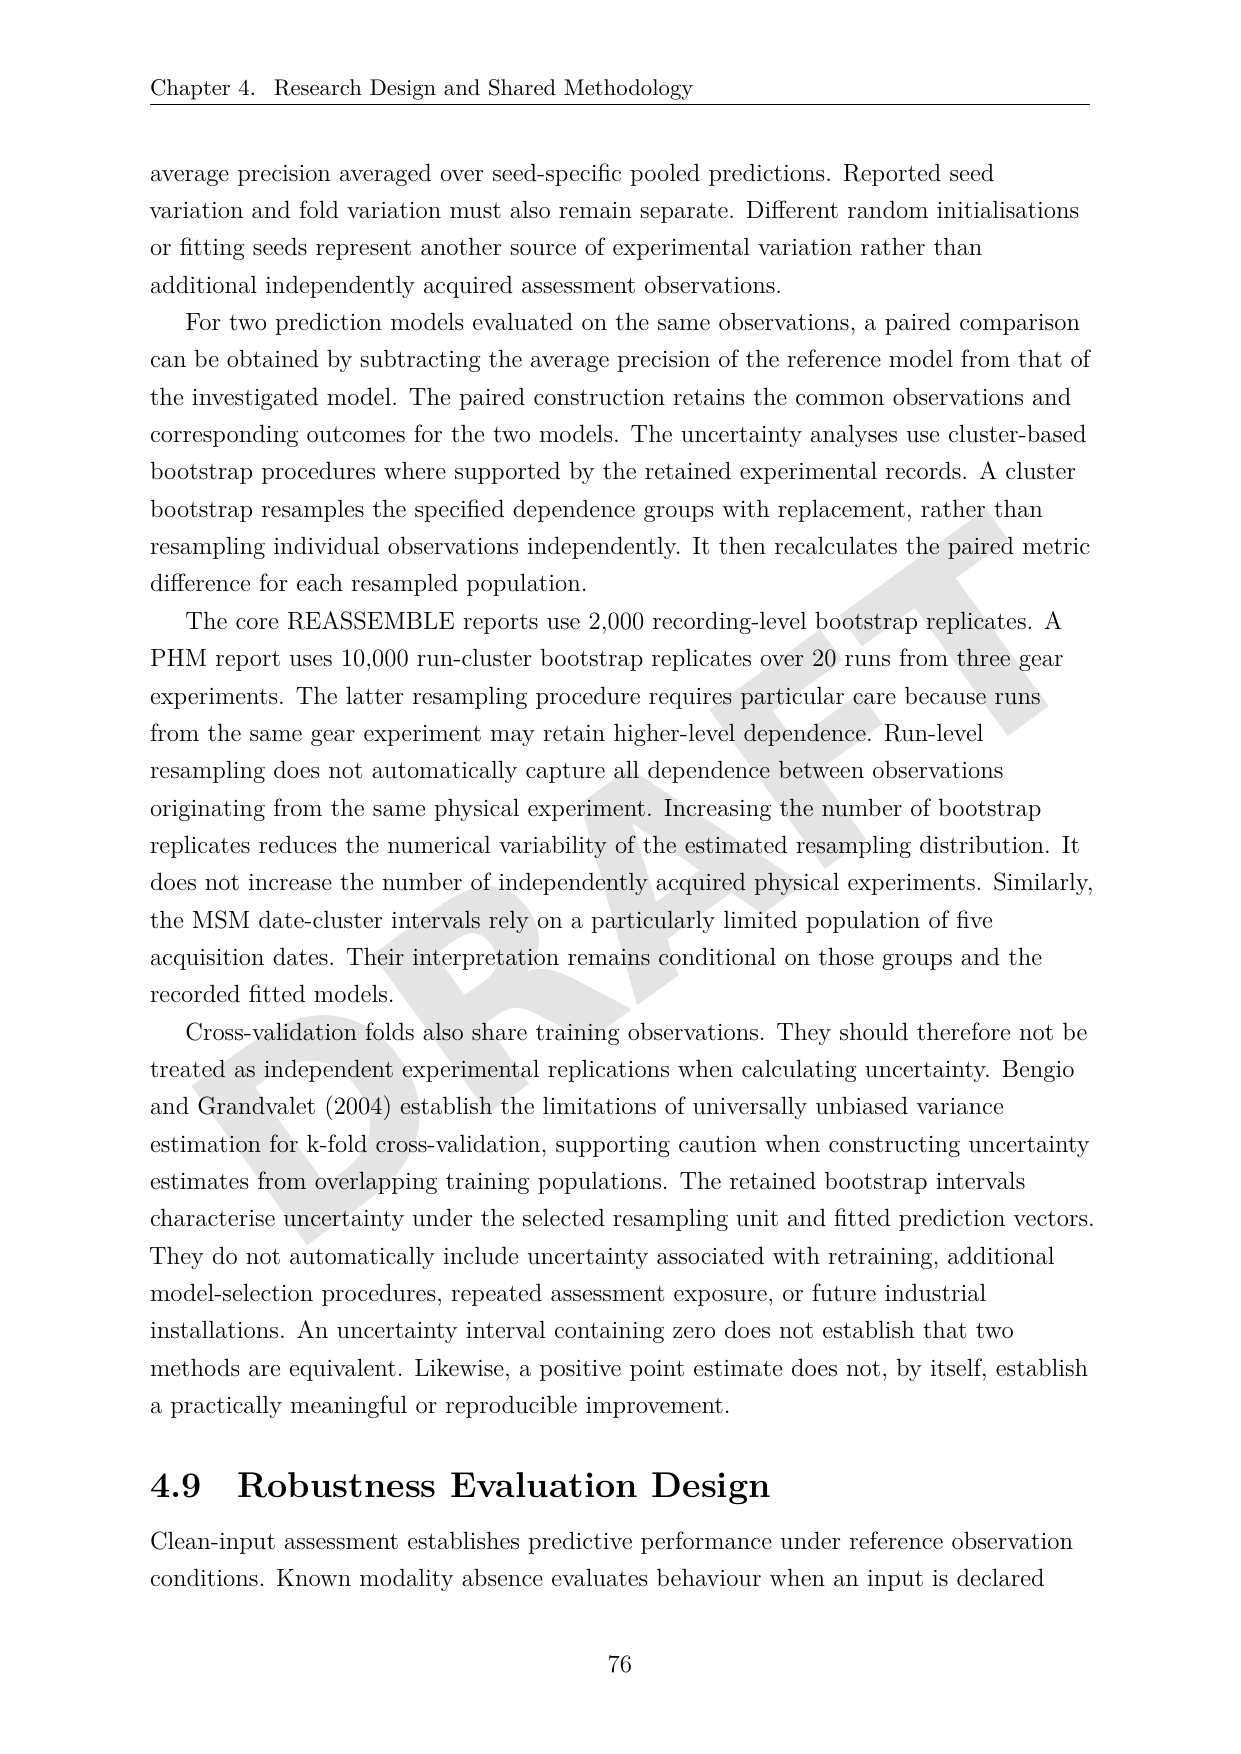 Chapter 4. Research Design and Shared Methodology
average precision averaged over seed-specific pooled predictions. Reported seed
variation and fold variation must also remain separate. Different random initialisations
or fitting seeds represent another source of experimental variation rather than
additional independently acquired assessment observations.
For two prediction models evaluated on the same observations, a paired comparison
can be obtained by subtracting the average precision of the reference model from that of
the investigated model. The paired construction retains the common observations and
corresponding outcomes for the two models. The uncertainty analyses use cluster-based
bootstrap procedures where supported by the retained experimental records. A cluster
bootstrap resamples the specified dependence groups with replacement, rather than
resampling individual observations independently. It then recalculates the paired metric
difference for each resampled population.
The core REASSEMBLE reports use 2,000 recording-level bootstrap replicates. A
PHM report uses 10,000 run-cluster bootstrap replicates over 20 runs from three gear
experiments. The latter resampling procedure requires particular care because runs
from the same gear experiment may retain higher-level dependence. Run-level
resampling does not automatically capture all dependence between observations
originating from the same physical experiment. Increasing the number of bootstrap
replicates reduces the numerical variability of the estimated resampling distribution. It
does not increase the number of independently acquired physical experiments. Similarly,
the MSM date-cluster intervals rely on a particularly limited population of five
acquisition dates. Their interpretation remains conditional on those groups and the
recorded fitted models.
Cross-validation folds also share training observations. They should therefore not be
treated as independent experimental replications when calculating uncertainty. Bengio
and Grandvalet (2004) establish the limitations of universally unbiased variance
estimation for k-fold cross-validation, supporting caution when constructing uncertainty
estimates from overlapping training populations. The retained bootstrap intervals
characterise uncertainty under the selected resampling unit and fitted prediction vectors.
They do not automatically include uncertainty associated with retraining, additional
model-selection procedures, repeated assessment exposure, or future industrial
installations. An uncertainty interval containing zero does not establish that two
methods are equivalent. Likewise, a positive point estimate does not, by itself, establish
a practically meaningful or reproducible improvement.
4.9 Robustness Evaluation Design
Clean-input assessment establishes predictive performance under reference observation
conditions. Known modality absence evaluates behaviour when an input is declared
76
DRAFT